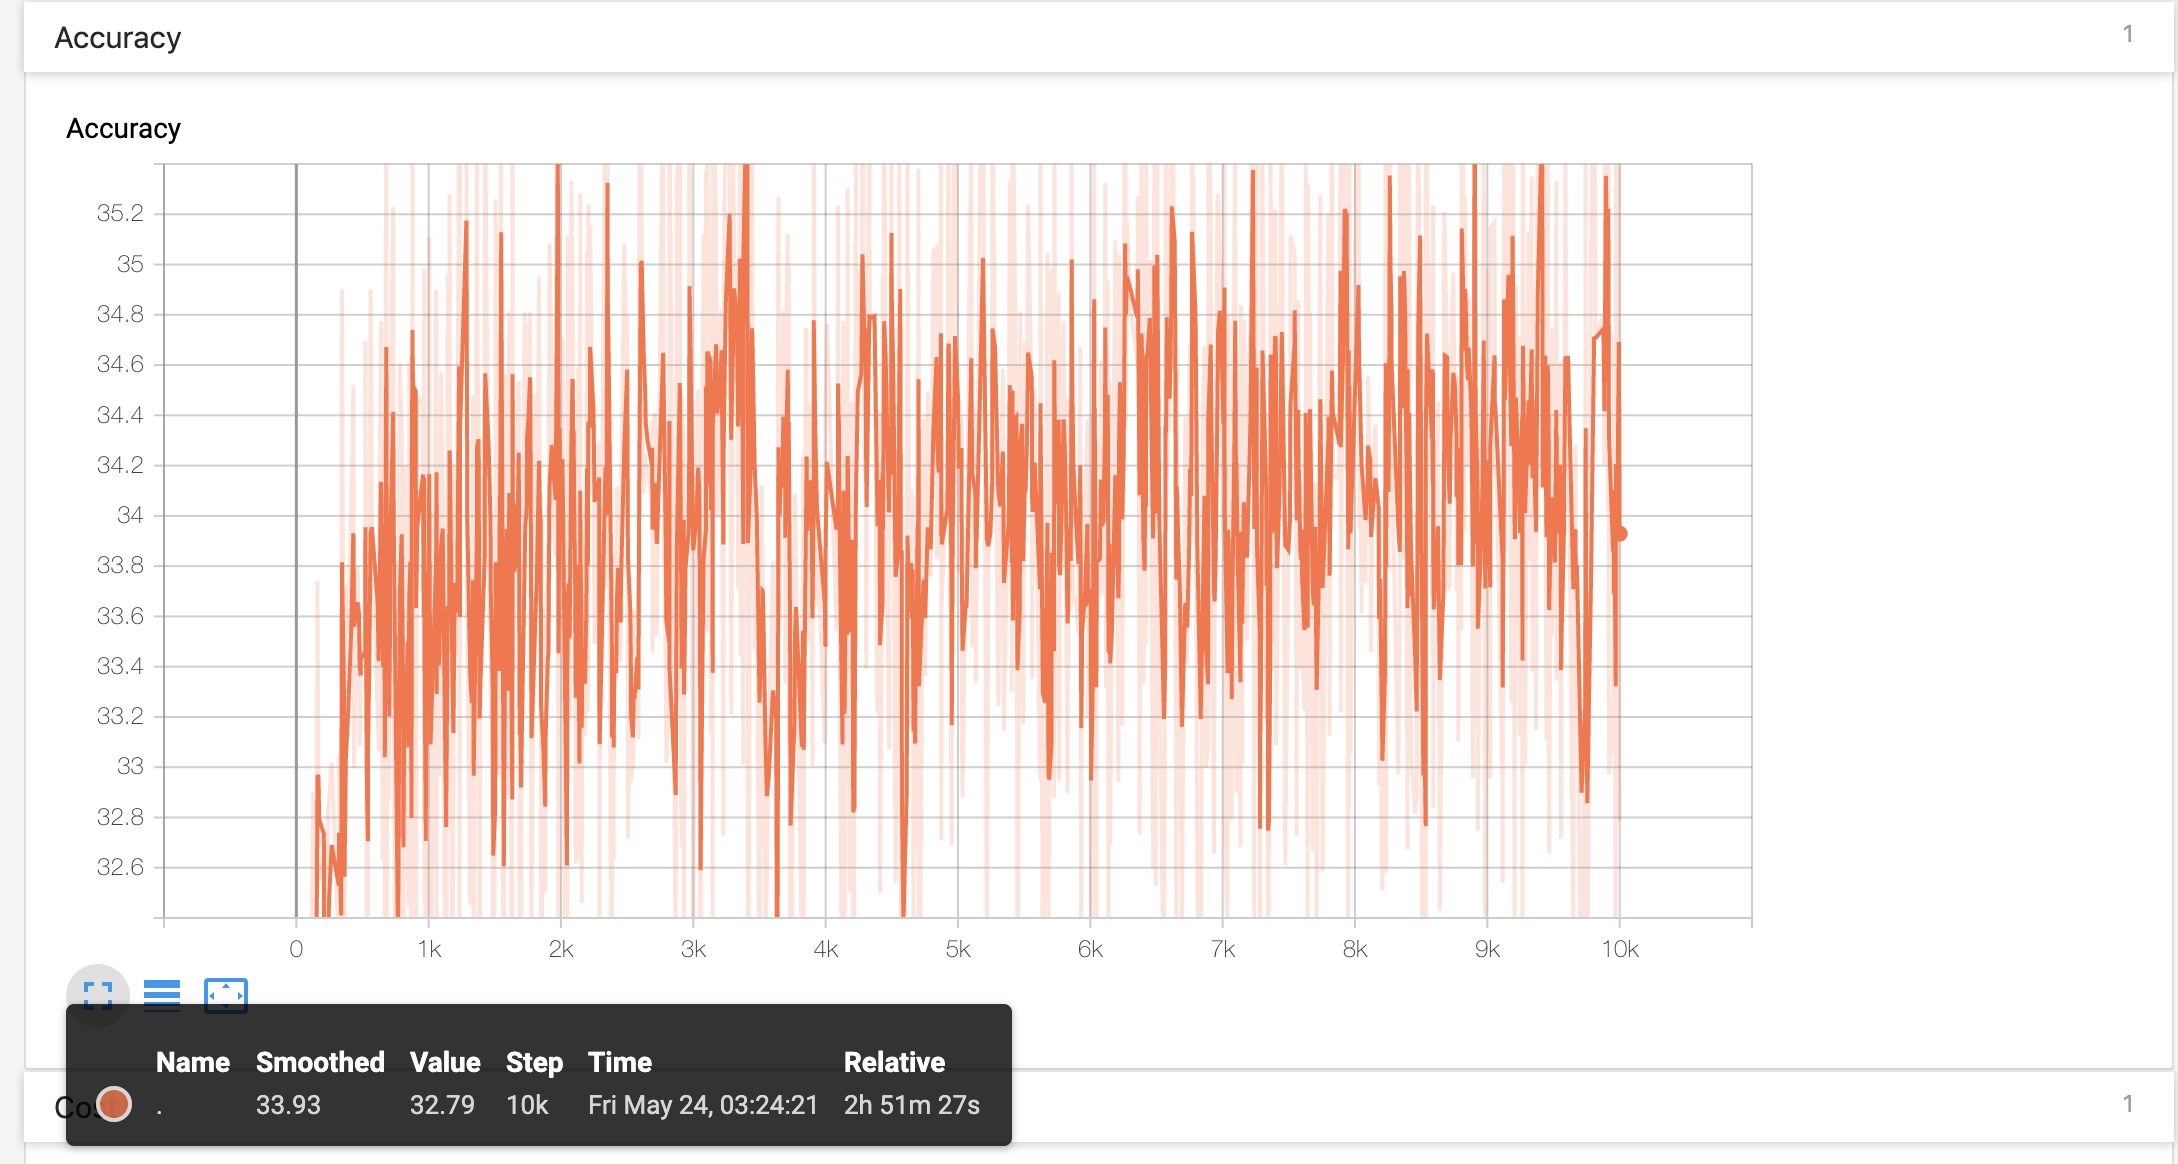 Accuracy 1
Accuracy
35.2
35
34.8
34.6
34.4
34.2
34
33.8
33.6
33.4
33.2
33
32.8
32.6
0 1k 2k 3k 4k 5k 6k 7k 8k 9k 10k
Name Smoothed Value Step Time Relative
. 33.93 32.79 10k Fri May 24, 03:24:21 2h 51m 27s
Cost 1